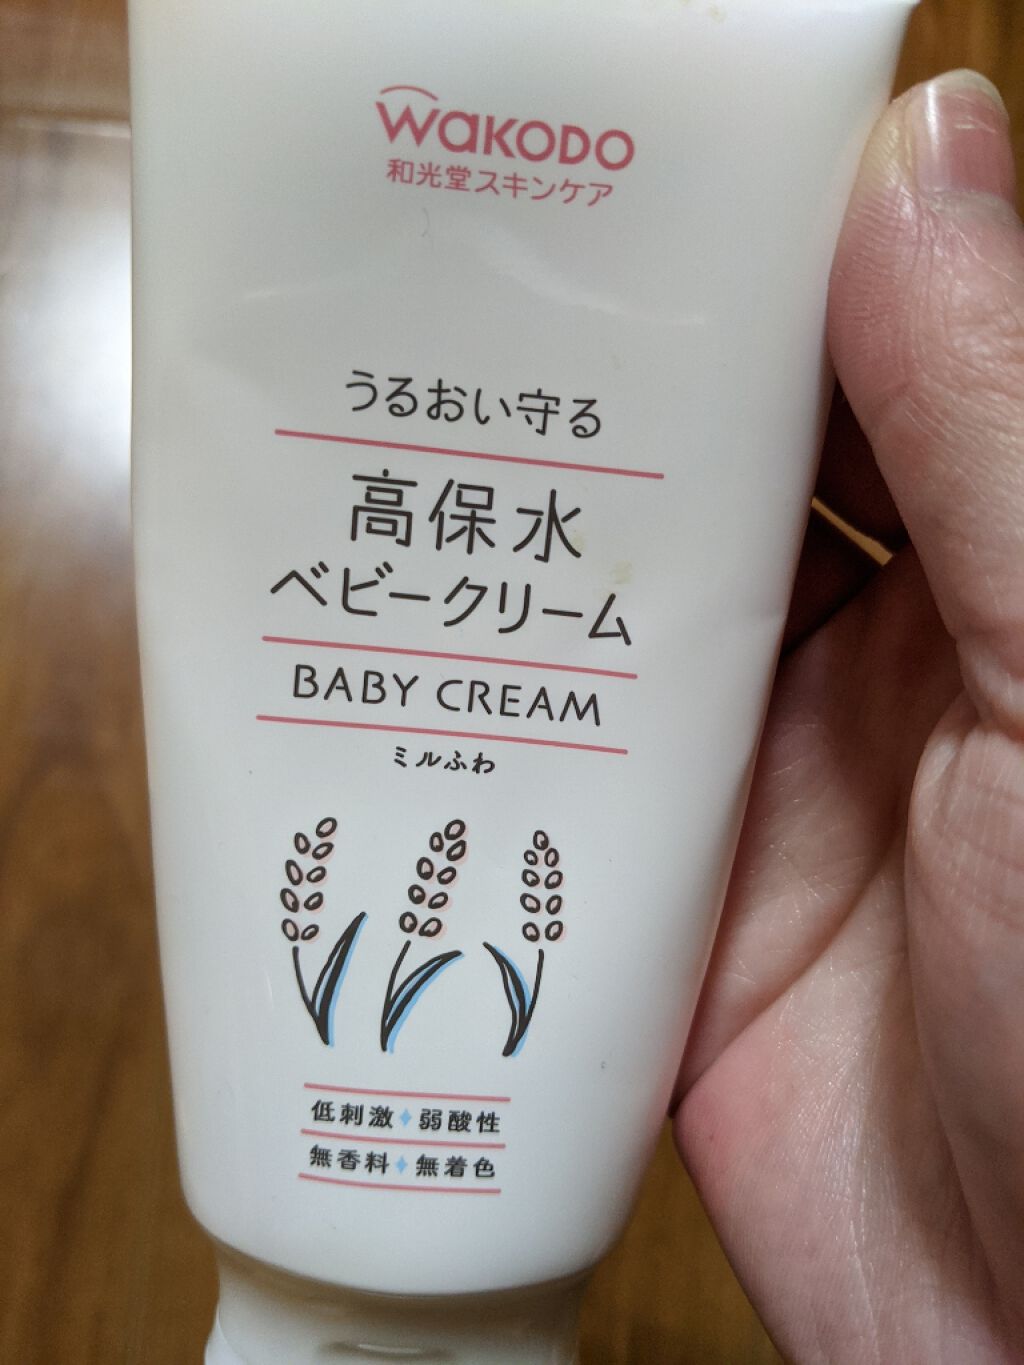 WAKODO
和光堂スキンケア
うるおい守る
高保水
ベビークリーム
BABY CREAM
ミルふわ
低刺激♦弱酸性
無香料♦無着色